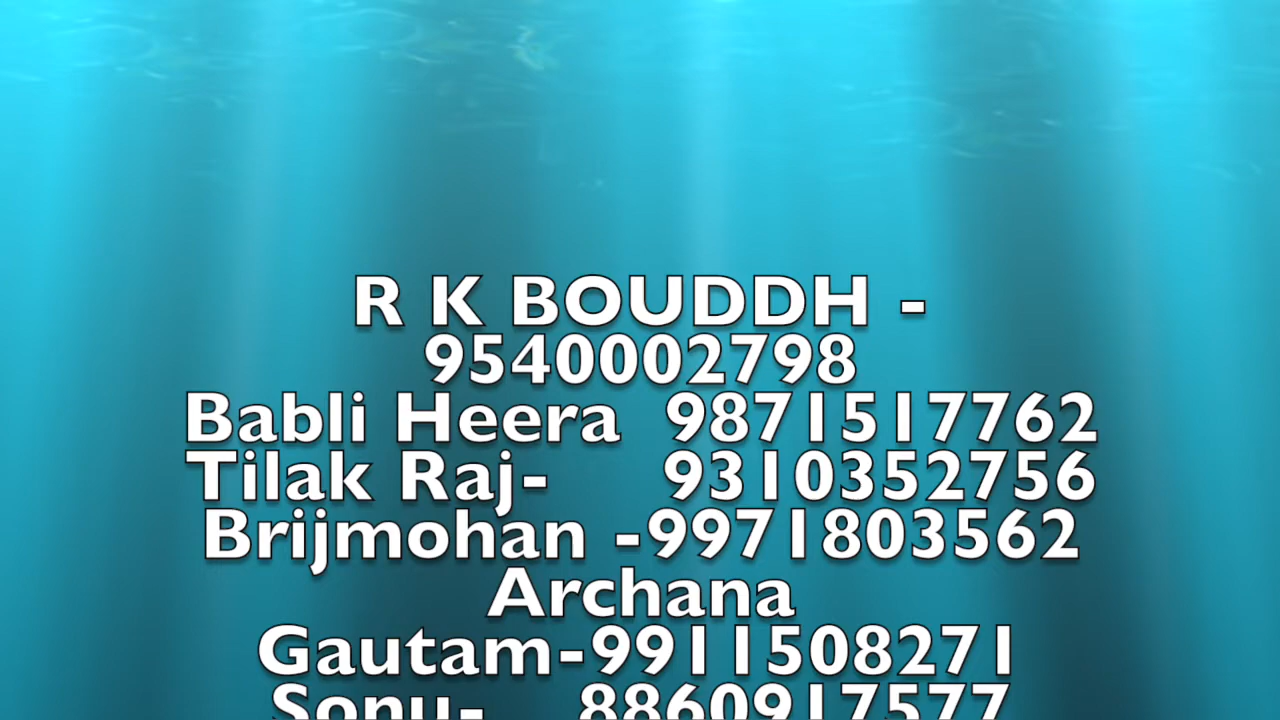 R K BOUDDH -
9540002798
Babli Heera 9871517762
Tilak Raj- 9310352756
Brijmohan -9971803562
Archana
Gautam-9911508271
Sonu- 8860917577